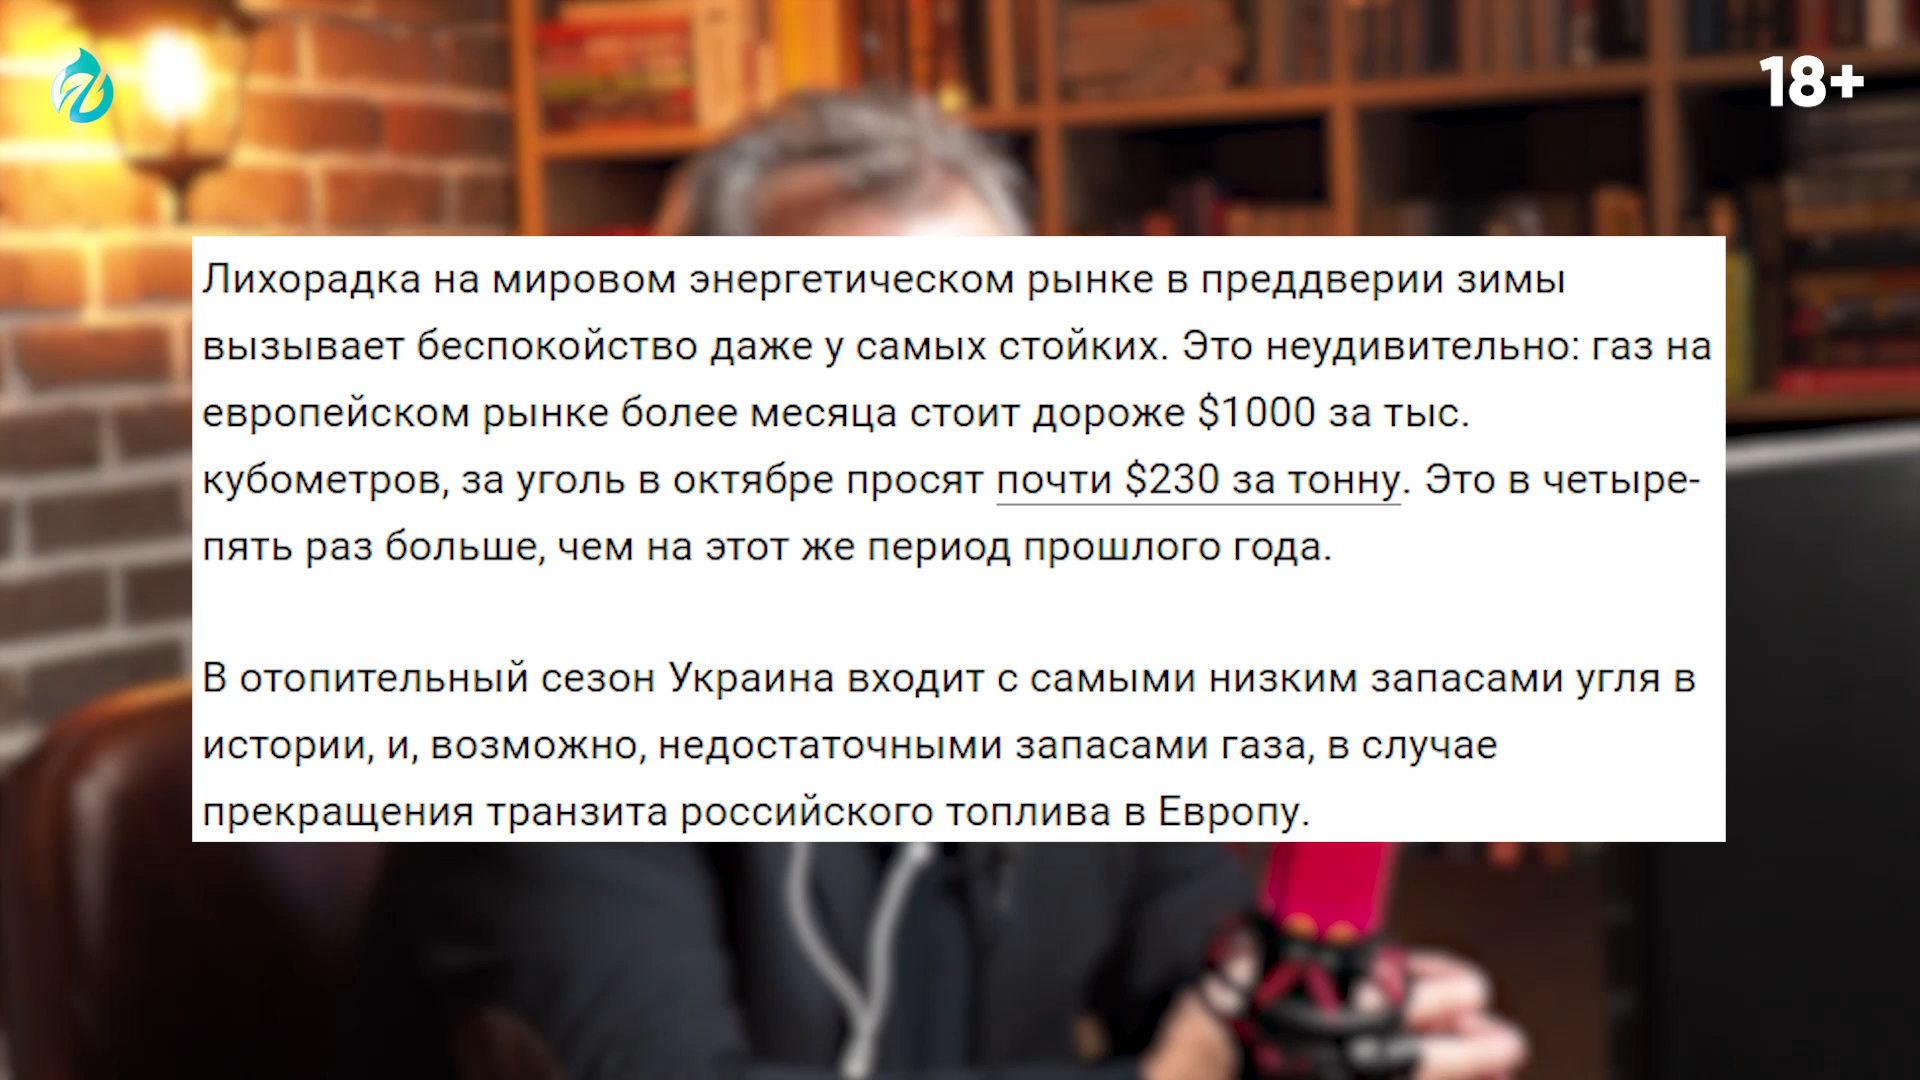 18+
Лихорадка на мировом энергетическом рынке в преддверии зимы
вызывает беспокойство даже у самых стойких. Это неудивительно: газ на
европейском рынке более месяца стоит дороже $1000 за тыс.
кубометров, за уголь в октябре просят почти $230 за тонну. Это в четыре-
пять раз больше, чем на этот же период прошлого года.
В отопительный сезон Украина входит с самыми низким запасами угля в
истории, и, возможно, недостаточными запасами газа, в случае
прекращения транзита российского топлива в Европу.